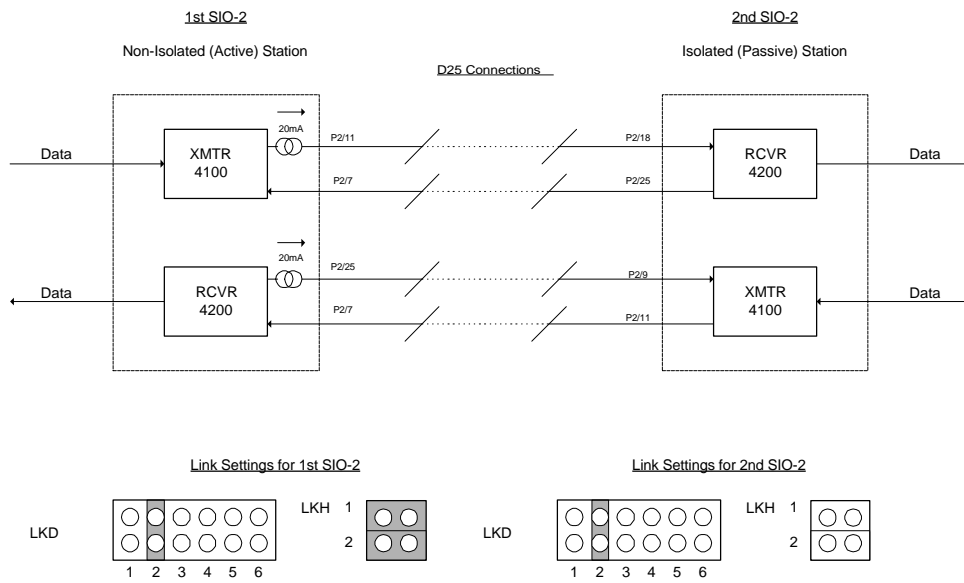 1st SIO-2
2nd SIO-2
Non-Isolated (Active) Station
Isolated (Passive) Station
D25 Connections
20mA
P2/11
P2/18
Data
XMTR
4100
RCVR
4200
Data
P2/7
P2/25
20mA
P2/25
P2/9
Data
RCVR
4200
XMTR
4100
Data
P2/7
P2/11
Link Settings for 1st SIO-2
Link Settings for 2nd SIO-2
LKD
1 2 3 4 5 6
LKH 1
2
LKD
1 2 3 4 5 6
LKH 1
2